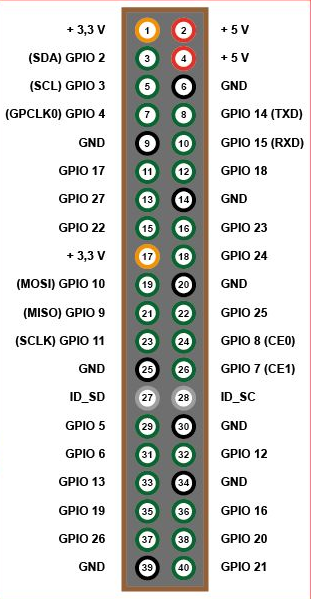 + 3,3 V 1 2 + 5 V
(SDA) GPIO 2 3 4 + 5 V
(SCL) GPIO 3 5 6 GND
(GPCLK0) GPIO 4 7 8 GPIO 14 (TXD)
GND 9 10 GPIO 15 (RXD)
GPIO 17 11 12 GPIO 18
GPIO 27 13 14 GND
GPIO 22 15 16 GPIO 23
+ 3,3 V 17 18 GPIO 24
(MOSI) GPIO 10 19 20 GND
(MISO) GPIO 9 21 22 GPIO 25
(SCLK) GPIO 11 23 24 GPIO 8 (CE0)
GND 25 26 GPIO 7 (CE1)
ID_SD 27 28 ID_SC
GPIO 5 29 30 GND
GPIO 6 31 32 GPIO 12
GPIO 13 33 34 GND
GPIO 19 35 36 GPIO 16
GPIO 26 37 38 GPIO 20
GND 39 40 GPIO 21